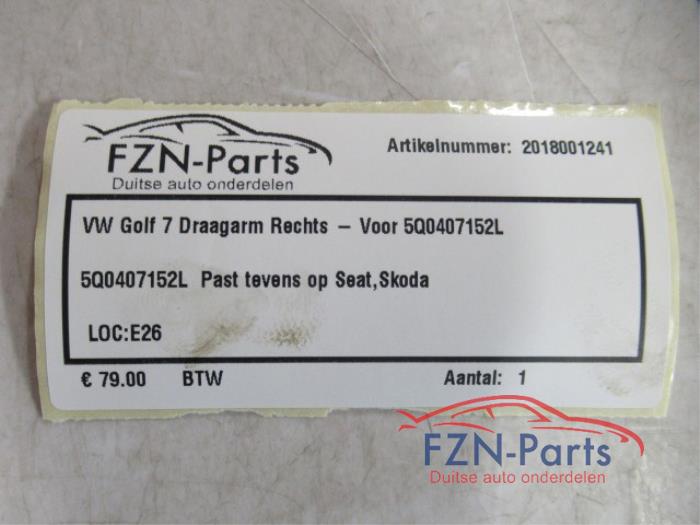 FZN-Parts
Duitse auto onderdelen
Artikelnummer: 2018001241
VW Golf 7 Draagarm Rechts – Voor 5Q0407152L
5Q0407152L Past tevens op Seat,Skoda
LOC:E26
€ 79.00 BTW Aantal: 1
FZN-Parts
Duitse auto onderdelen